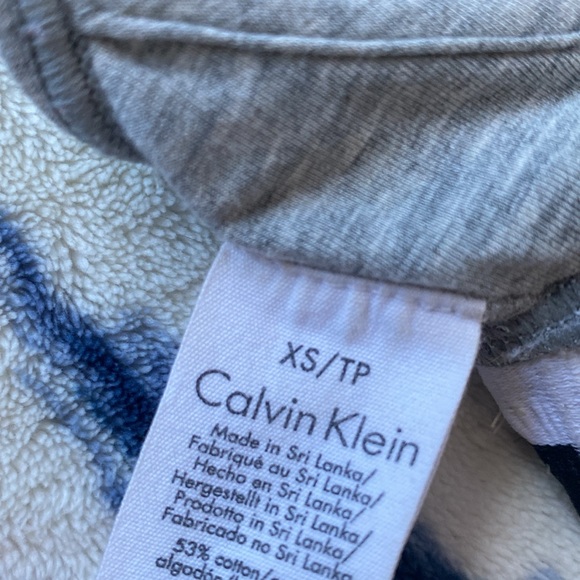 XS/TP
Calvin Klein
Made in Sri Lanka/
Fabriqué au Sri Lanka/
Hecho en Sri Lanka/
Hergestellt in Sri Lanka/
Prodotto in Sri Lanka/
Fabricado no Sri Lanka
53% cotton/
algodón/